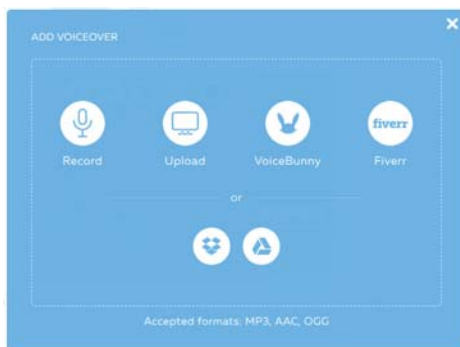 ADD VOICEOVER
fiverr
Record Upload VoiceBunny Fiverr
or
Accepted formats: MP3, AAC, OGG